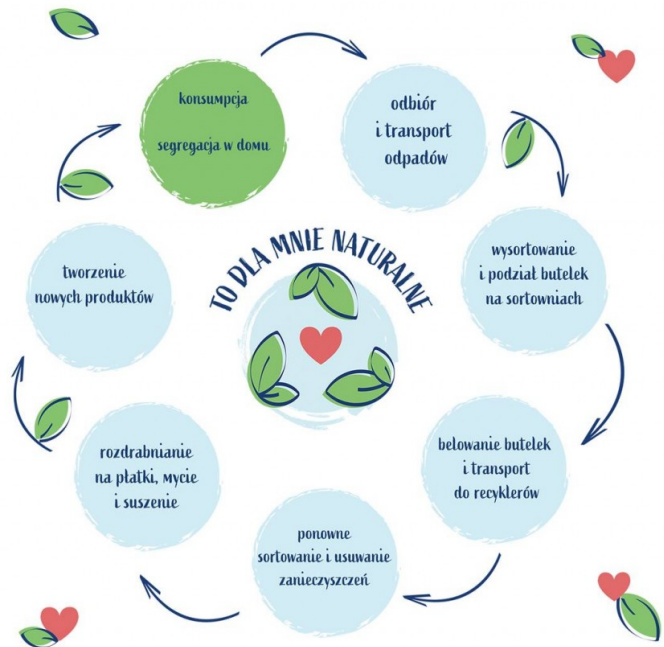 konsumpcja
segregacja w domu
odbiór
i transport
odpadów
wysortowanie
i podział butelek
na sortowniach
belowanie butelek
i transport
do recyklerów
ponowne
sortowanie i usuwanie
zanieczyszczeń
rozdrabnianie
na płatki, mycie
i suszenie
tworzenie
nowych produktów
TO DLA MNIE NATURALNE